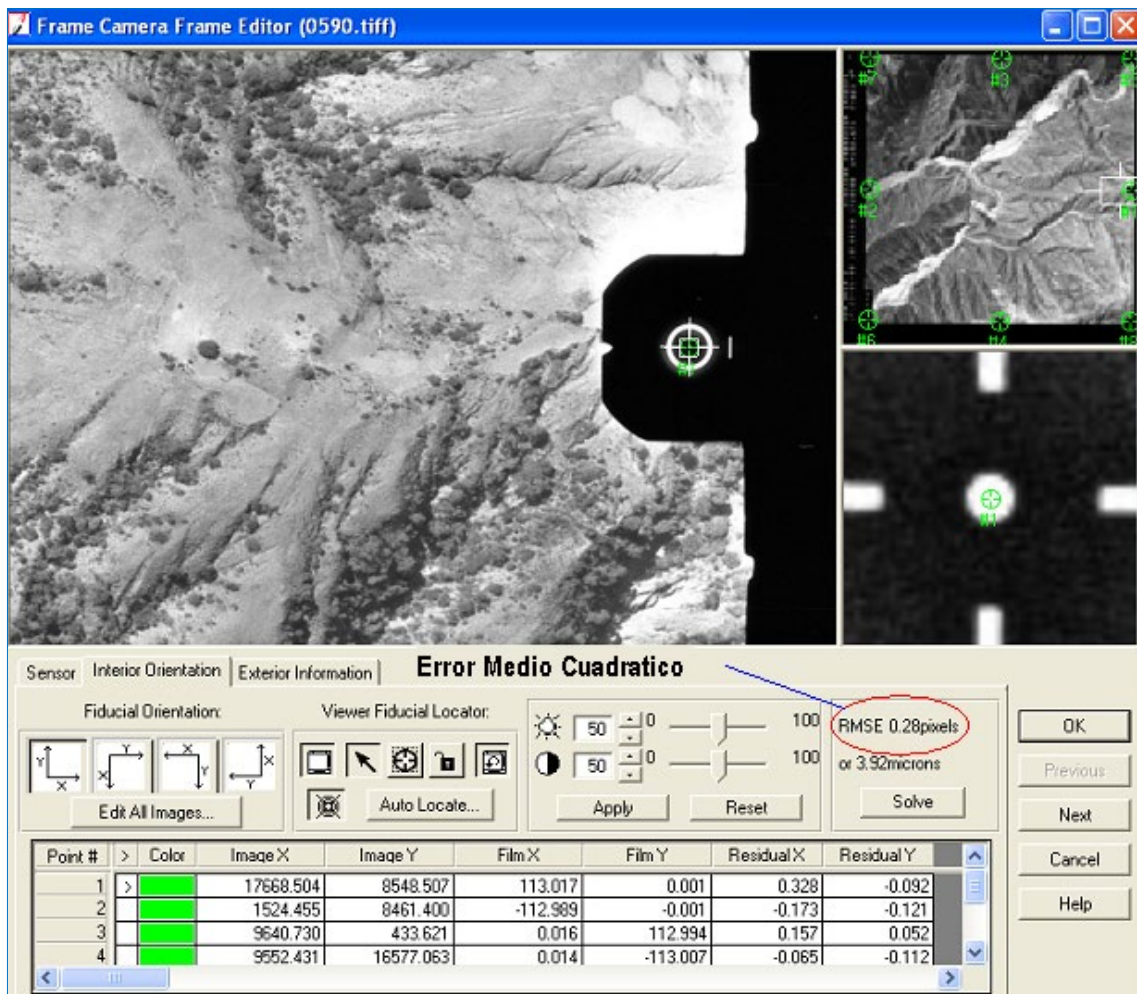 Frame Camera Frame Editor (0590.tiff)
#3
#2
#6
#4
#8
#1
Sensor
Interior Orientation
Exterior Information
Error Medio Cuadratico
Fiducial Orientation:
Viewer Fiducial Locator:
Y X
Y X
X Y
X Y
Edit All Images...
Auto Locate...
50 0 100
50 0 100
Apply
Reset
RMSE 0.28pixels
or 3.92microns
Solve
OK
Previous
Next
Cancel
Help
Point # > Color Image X Image Y Film X Film Y Residual X Residual Y
1 > 17668.504 8548.507 113.017 0.001 0.328 -0.092
2 1524.455 8461.400 -112.989 -0.001 -0.173 -0.121
3 9640.730 433.621 0.016 112.994 0.157 0.052
4 9552.431 16577.063 0.014 -113.007 -0.065 -0.112